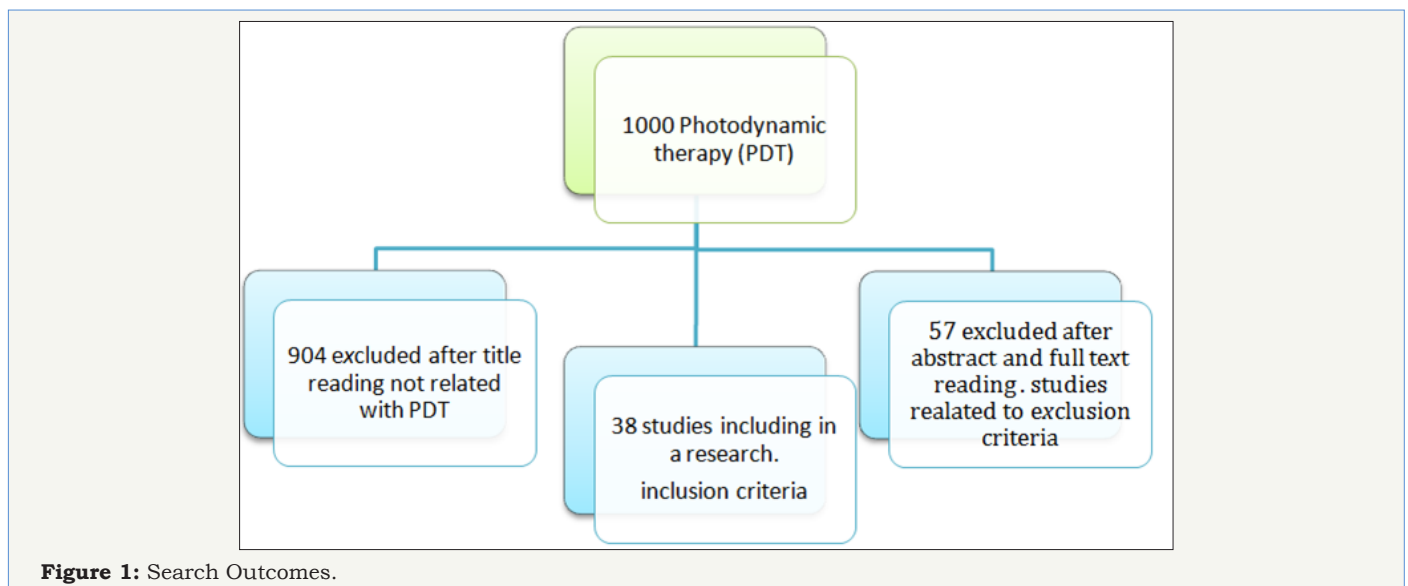 1000 Photodynamic
therapy (PDT)
904 excluded after title
reading not related
with PDT
38 studies including in
a research.
inclusion criteria
57 excluded after
abstract and full text
reading. studies
realated to exclusion
criteria
Figure 1: Search Outcomes.